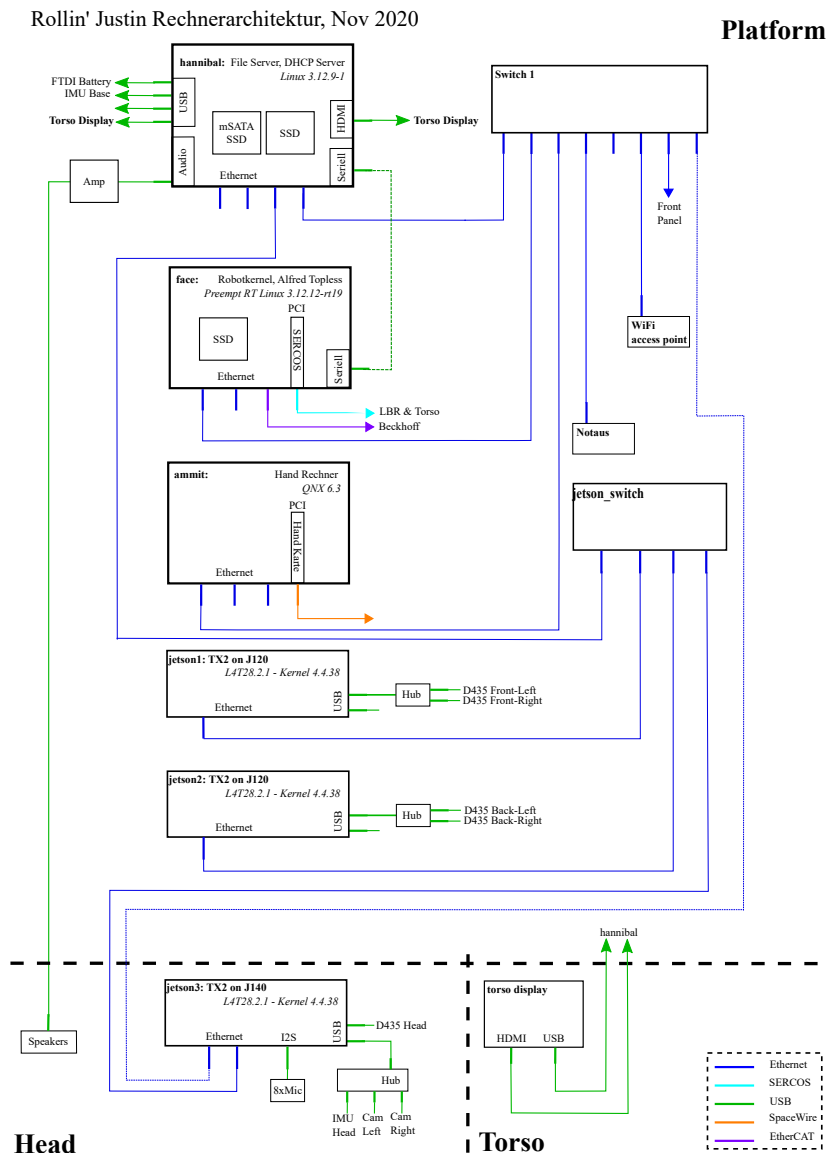 Rollin' Justin Rechnerarchitektur, Nov 2020
Platform
hannibal: File Server, DHCP Server
Linux 3.12.9-1
FTDI Battery
IMU Base
Torso Display
USB
mSATA
SSD
SSD
HDMI
Torso Display
Audio
Ethernet
Seriell
Amp
Switch 1
Front
Panel
face: Robotkernel, Alfred Topless
Preempt RT Linux 3.12.12-rt19
PCI
SSD
SERCOS
Ethernet
Seriell
LBR & Torso
Beckhoff
WiFi
access point
Notaus
ammit: Hand Rechner
QNX 6.3
PCI
Hand Karte
Ethernet
jetson_switch
jetson1: TX2 on J120
L4T28.2.1 - Kernel 4.4.38
Ethernet
USB
Hub
D435 Front-Left
D435 Front-Right
jetson2: TX2 on J120
L4T28.2.1 - Kernel 4.4.38
Ethernet
USB
Hub
D435 Back-Left
D435 Back-Right
hannibal
jetson3: TX2 on J140
L4T28.2.1 - Kernel 4.4.38
Ethernet
I2S
USB
D435 Head
Speakers
8xMic
Hub
IMU
Head
Cam
Left
Cam
Right
Head
torso display
HDMI
USB
Torso
Ethernet
SERCOS
USB
SpaceWire
EtherCAT